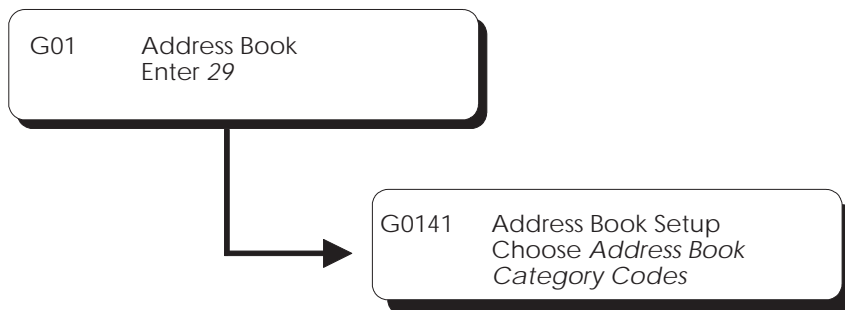 G01 Address Book
Enter 29
G0141 Address Book Setup
Choose Address Book
Category Codes